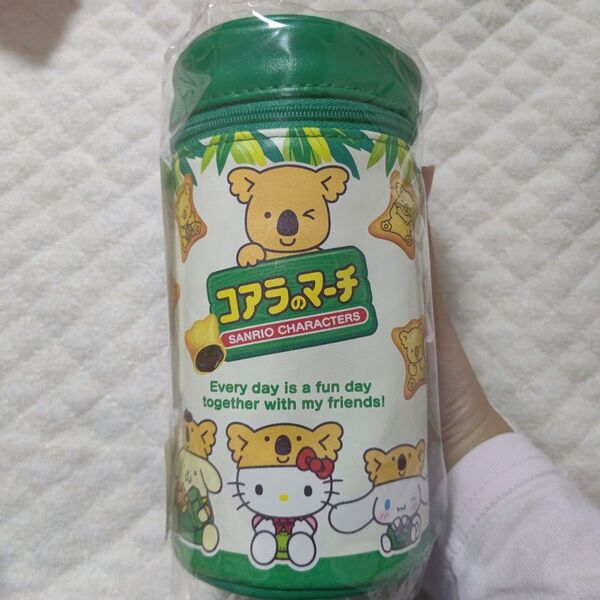 コアラのマーチ
SANRIO CHARACTERS
Every day is a fun day
together with my friends!